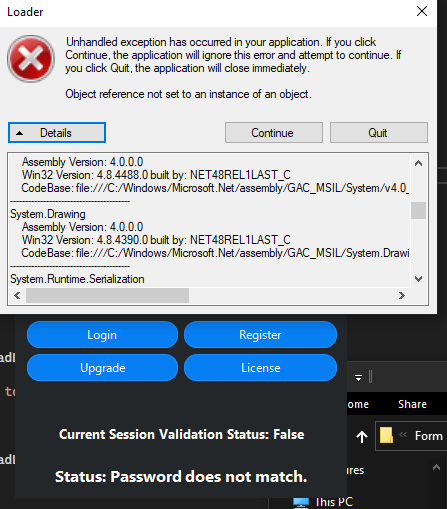 Loader
Unhandled exception has occurred in your application. If you click
Continue, the application will ignore this error and attempt to continue. If
you click Quit, the application will close immediately.
Object reference not set to an instance of an object.
Details
Continue
Quit
Assembly Version: 4.0.0.0
Win32 Version: 4.8.4488.0 built by: NET48REL1LAST_C
CodeBase: file:///C:/Windows/Microsoft.Net/assembly/GAC_MSIL/System/v4.0_
----------------------------------------
System.Drawing
Assembly Version: 4.0.0.0
Win32 Version: 4.8.4390.0 built by: NET48REL1LAST_C
CodeBase: file:///C:/Windows/Microsoft.Net/assembly/GAC_MSIL/System.Drawi
----------------------------------------
System.Runtime.Serialization
Login
Register
Upgrade
License
Current Session Validation Status: False
Status: Password does not match.
ome
Share
Form
ures
This PC